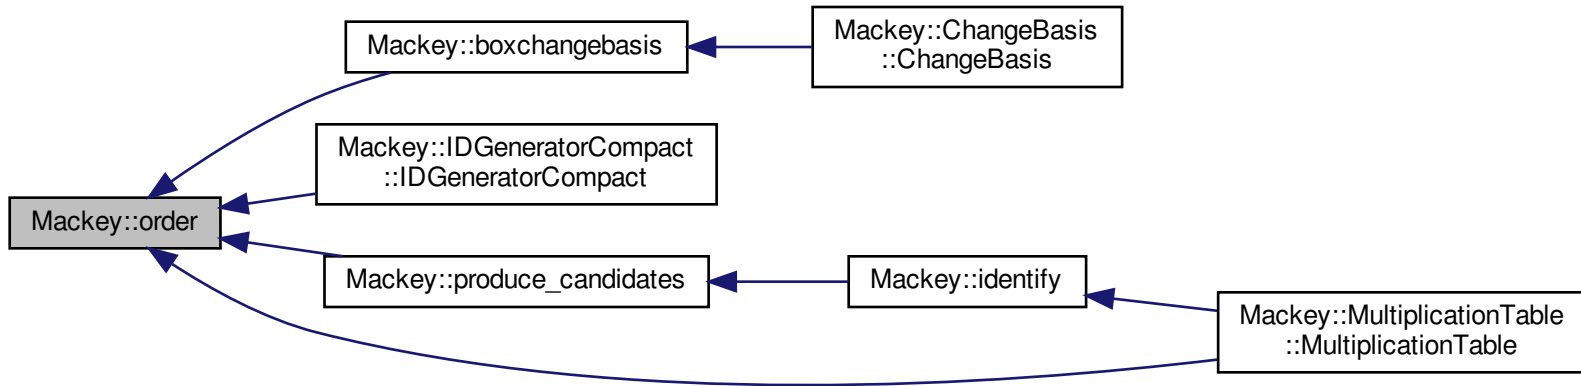 Mackey::boxchangebasis
Mackey::ChangeBasis
::ChangeBasis
Mackey::IDGeneratorCompact
::IDGeneratorCompact
Mackey::order
Mackey::produce_candidates
Mackey::identify
Mackey::MultiplicationTable
::MultiplicationTable